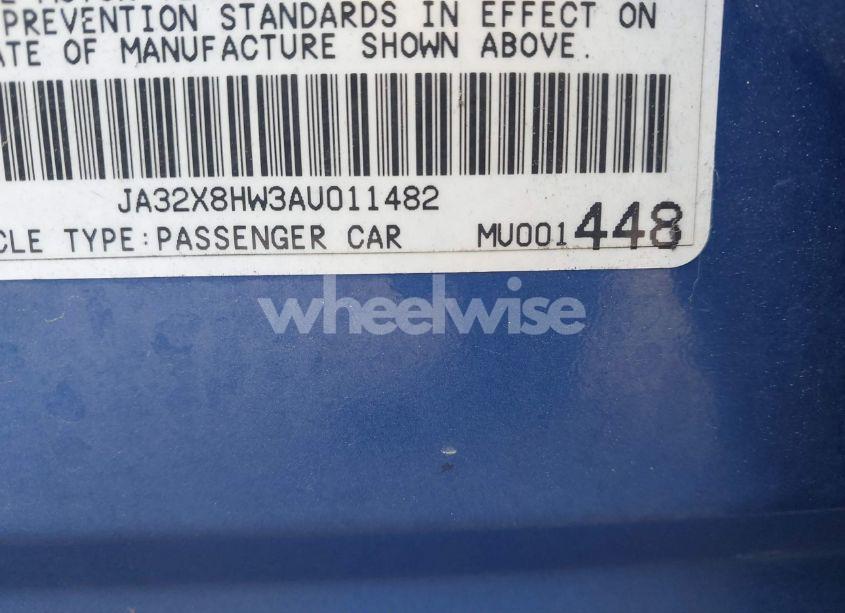 PREVENTION STANDARDS IN EFFECT ON
ATE OF MANUFACTURE SHOWN ABOVE.
JA32X8HW3AU011482
CLE TYPE:PASSENGER CAR MU001448
wheelwise